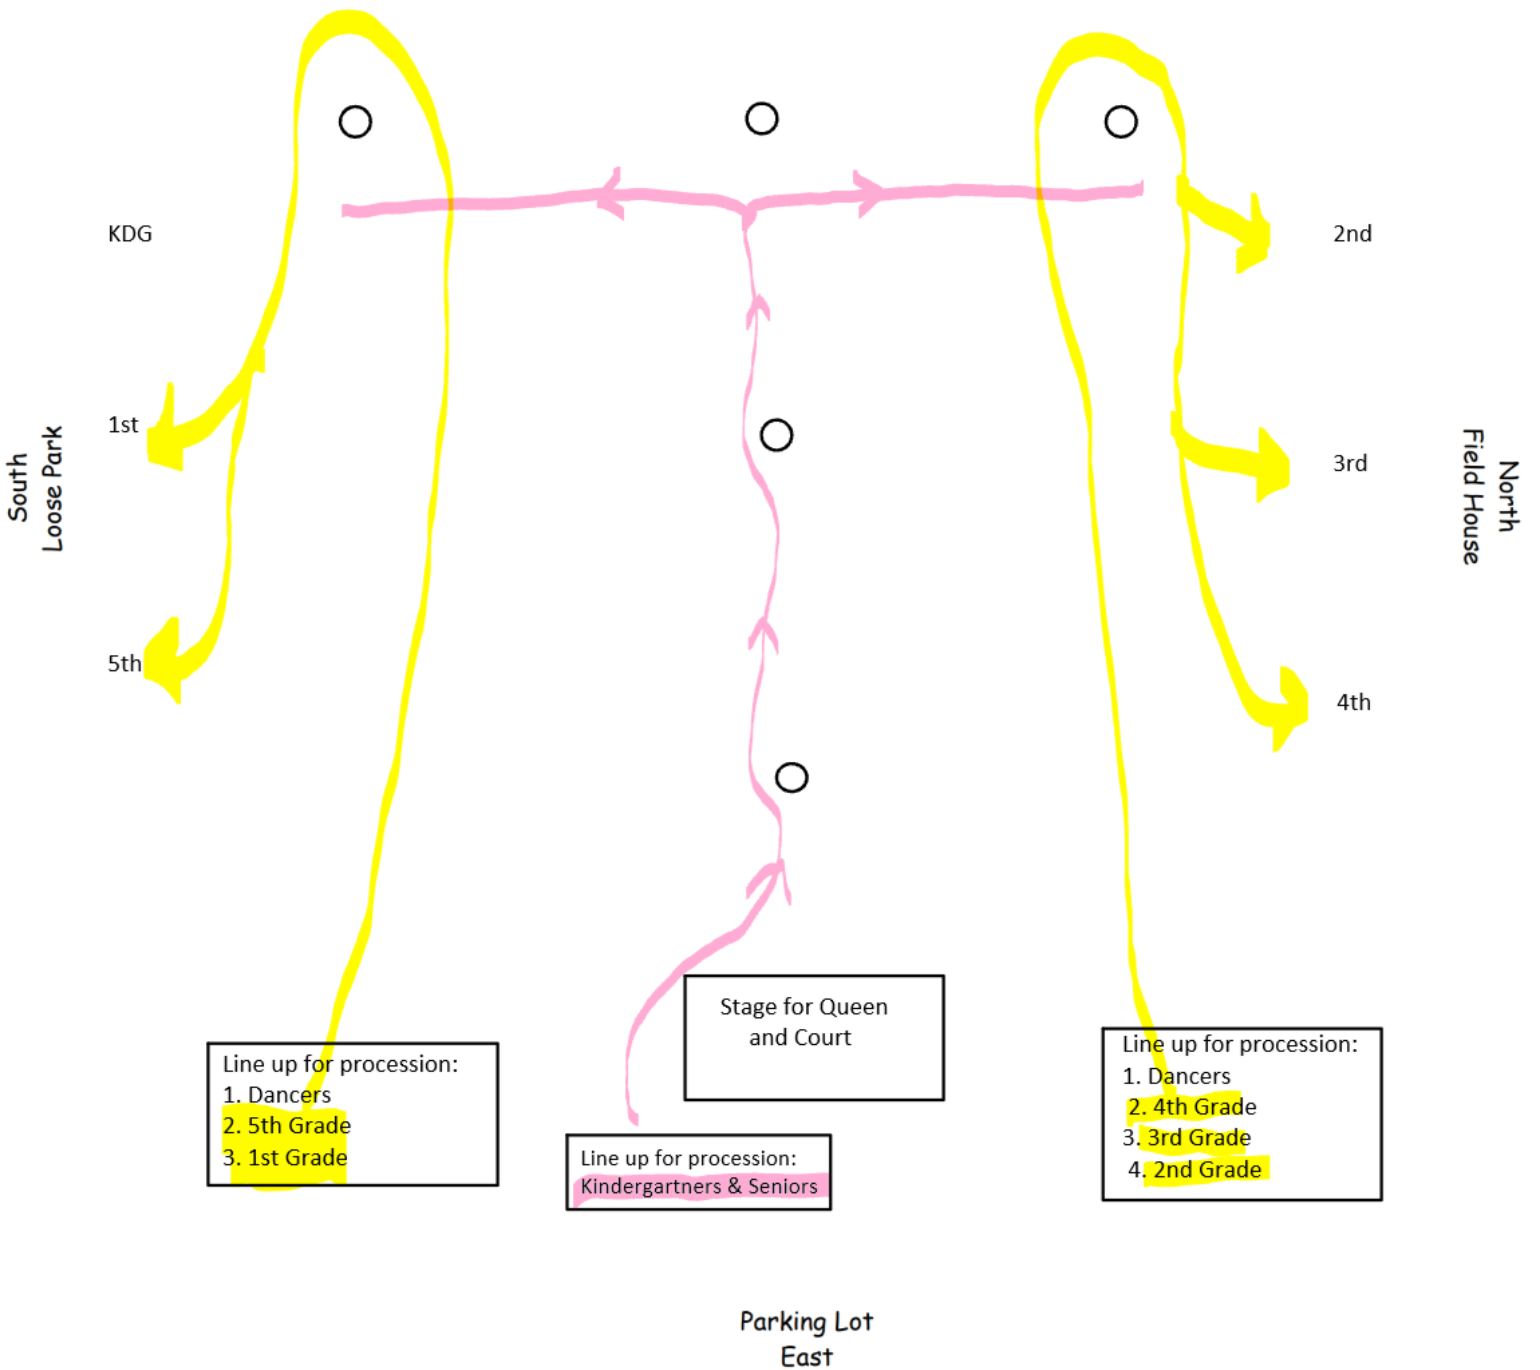 KDG
2nd
1st
3rd
5th
4th
South
Loose Park
North
Field House
Stage for Queen
and Court
Line up for procession:
1. Dancers
2. 5th Grade
3. 1st Grade
Line up for procession:
Kindergartners & Seniors
Line up for procession:
1. Dancers
2. 4th Grade
3. 3rd Grade
4. 2nd Grade
Parking Lot
East